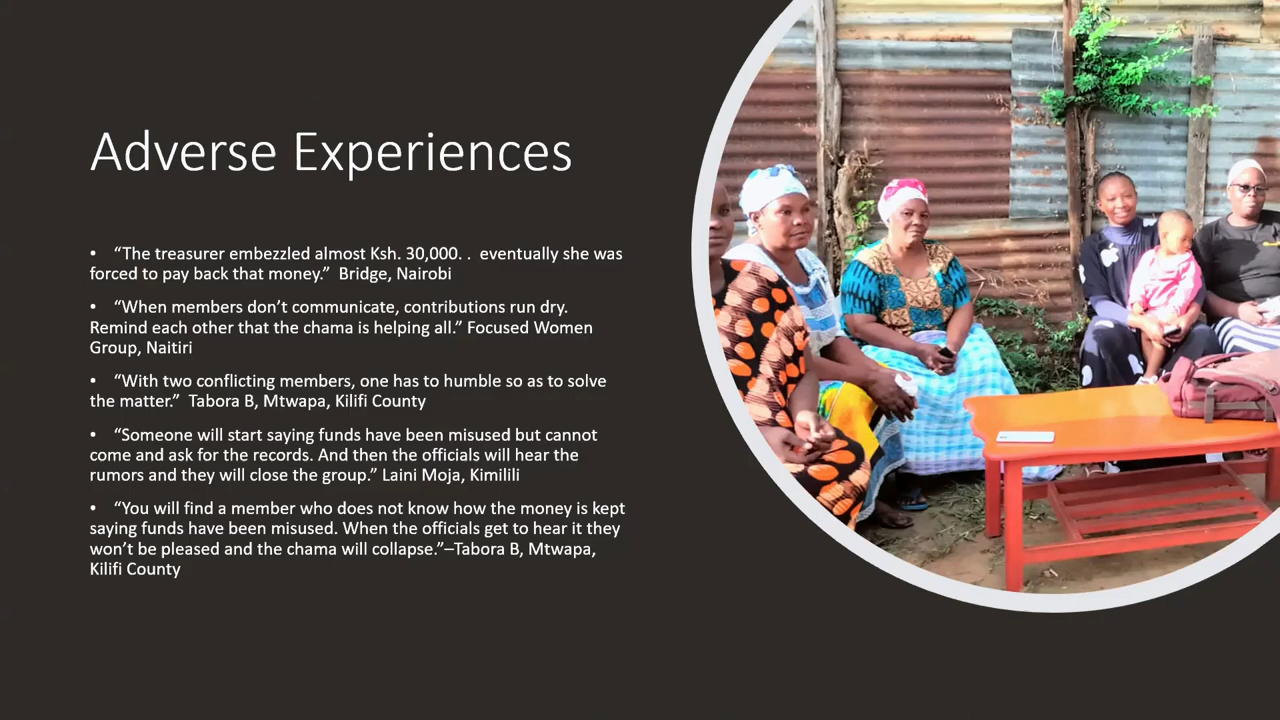 Adverse Experiences
• “The treasurer embezzled almost Ksh. 30,000. . eventually she was
forced to pay back that money.” Bridge, Nairobi
• “When members don’t communicate, contributions run dry.
Remind each other that the chama is helping all.” Focused Women
Group, Naitiri
• “With two conflicting members, one has to humble so as to solve
the matter.” Tabora B, Mtwapa, Kilifi County
• “Someone will start saying funds have been misused but cannot
come and ask for the records. And then the officials will hear the
rumors and they will close the group.” Laini Moja, Kimilili
• “You will find a member who does not know how the money is kept
saying funds have been misused. When the officials get to hear it they
won’t be pleased and the chama will collapse.”–Tabora B, Mtwapa,
Kilifi County